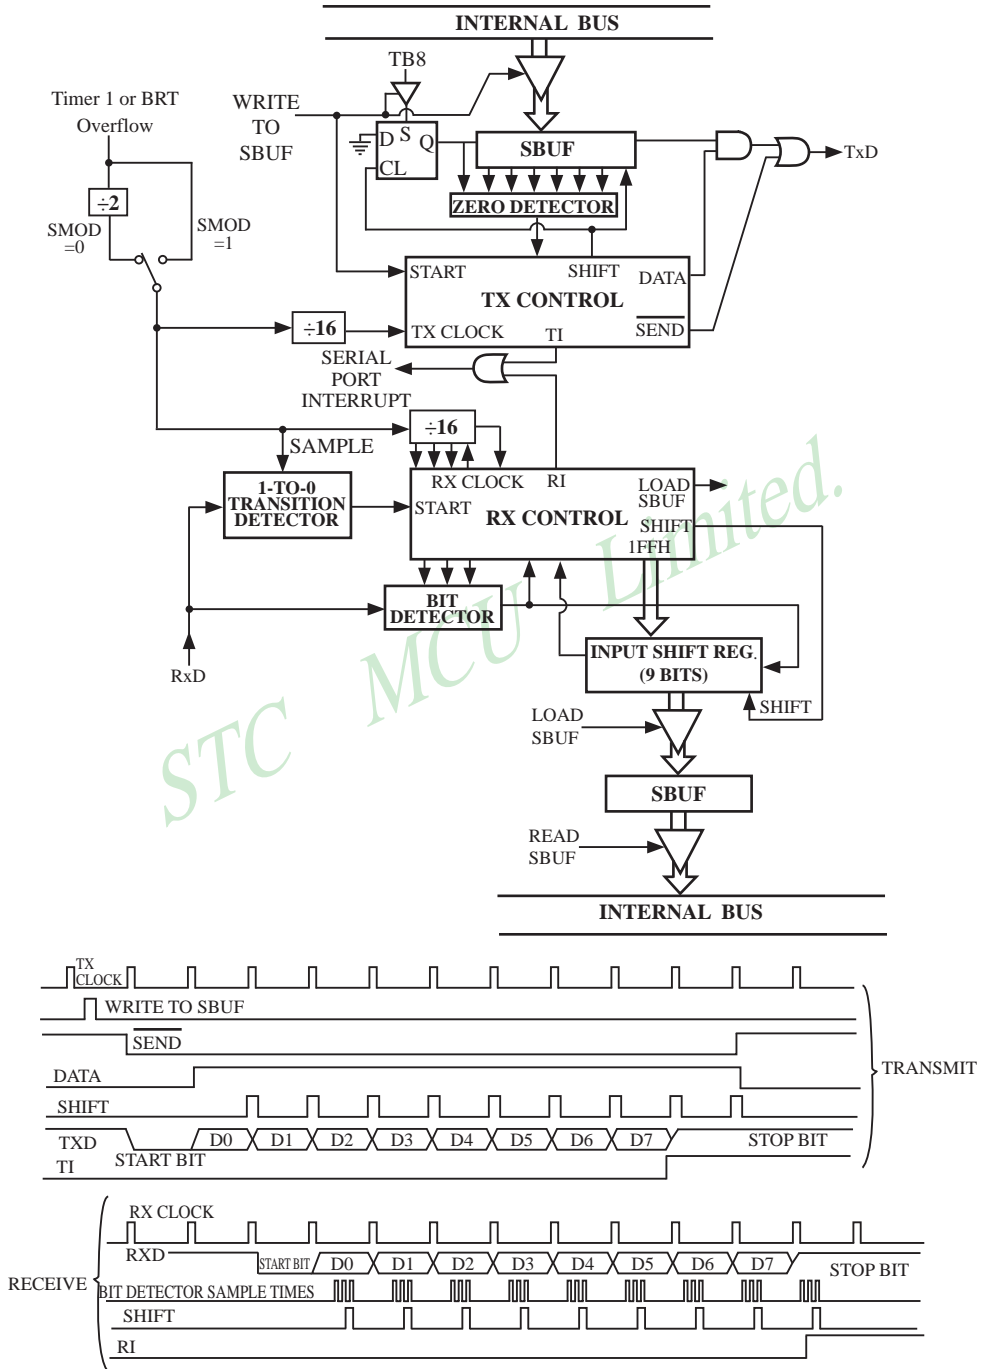 INTERNAL BUS
TB8
Timer 1 or BRT
Overflow
WRITE
TO
SBUF
D S Q
CL
SBUF
TxD
ZERO DETECTOR
÷2
SMOD
=0
SMOD
=1
START
SHIFT
DATA
TX CONTROL
÷16
TX CLOCK
TI
SEND
SERIAL
PORT
INTERRUPT
÷16
SAMPLE
1-TO-0
TRANSITION
DETECTOR
RX CLOCK
RI
LOAD
SBUF
START
RX CONTROL
SHIFT
1FFH
BIT
DETECTOR
RxD
INPUT SHIFT REG.
(9 BITS)
SHIFT
LOAD
SBUF
SBUF
READ
SBUF
INTERNAL BUS
STC MCU Limited.
TX
CLOCK
WRITE TO SBUF
SEND
DATA
SHIFT
TXD
START BIT
D0 D1 D2 D3 D4 D5 D6 D7
STOP BIT
TI
TRANSMIT
RX CLOCK
RXD
START BIT D0 D1 D2 D3 D4 D5 D6 D7
STOP BIT
RECEIVE
BIT DETECTOR SAMPLE TIMES
SHIFT
RI